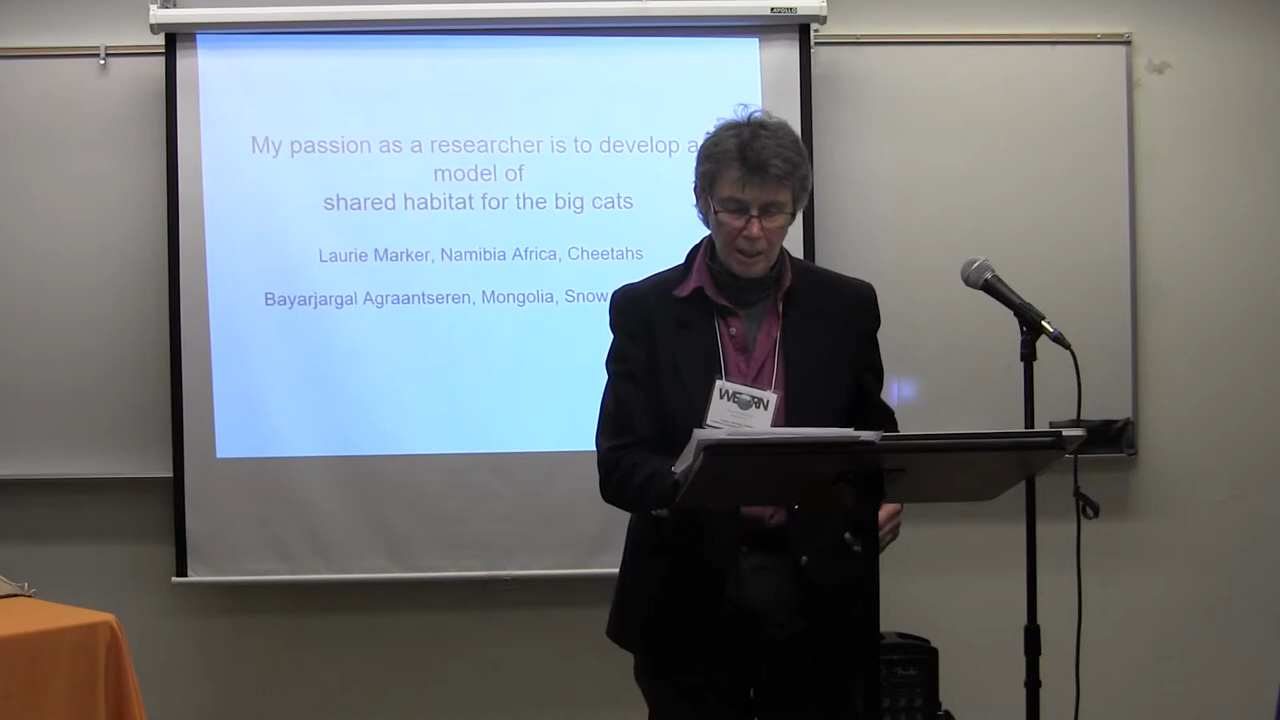 APOLLO
My passion as a researcher is to develop a
model of
shared habitat for the big cats
Laurie Marker, Namibia Africa, Cheetahs
Bayarjargal Agraantseren, Mongolia, Snow
Fender